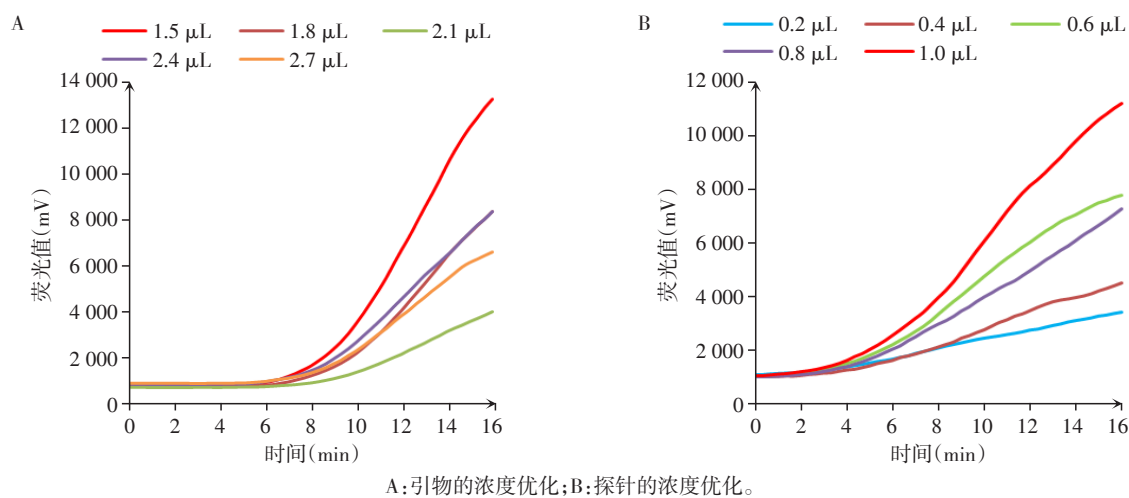 A
1.5 μL 1.8 μL 2.1 μL
2.4 μL 2.7 μL
14 000
12 000
10 000
8 000
6 000
4 000
2 000
0
荧光值(mV)
0 2 4 6 8 10 12 14 16
时间(min)
B
0.2 μL 0.4 μL 0.6 μL
0.8 μL 1.0 μL
12 000
10 000
8 000
6 000
4 000
2 000
0
荧光值(mV)
0 2 4 6 8 10 12 14 16
时间(min)
A:引物的浓度优化;B:探针的浓度优化。